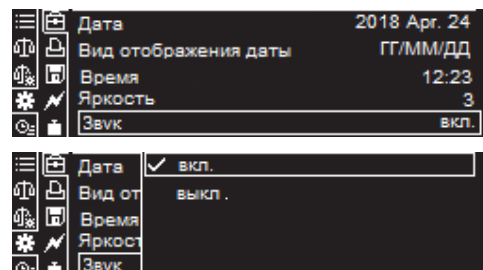 Дата 2018 Apr. 24
Вид отображения даты ГГ/ММ/ДД
Время 12:23
Яркость 3
Звук вкл.
Дата ✓ вкл.
Вид от выкл .
Время
Яркост
Звук